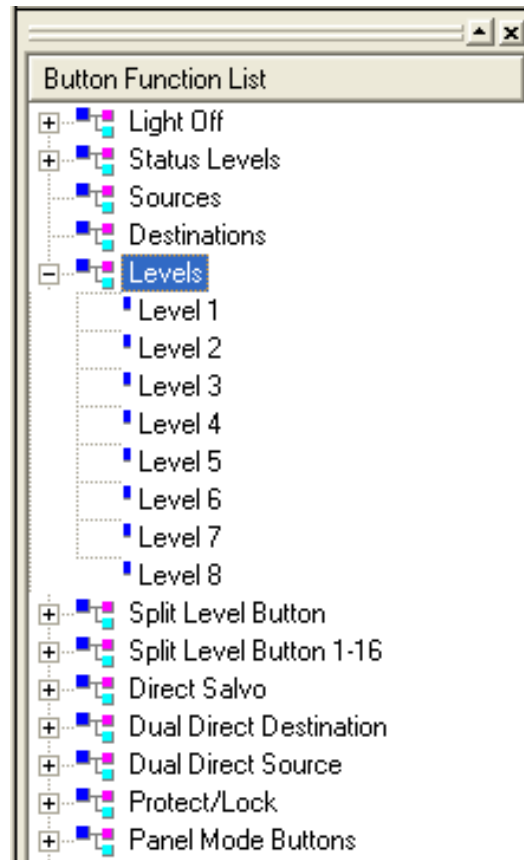 Button Function List
Light Off
Status Levels
Sources
Destinations
Levels
Level 1
Level 2
Level 3
Level 4
Level 5
Level 6
Level 7
Level 8
Split Level Button
Split Level Button 1-16
Direct Salvo
Dual Direct Destination
Dual Direct Source
Protect/Lock
Panel Mode Buttons